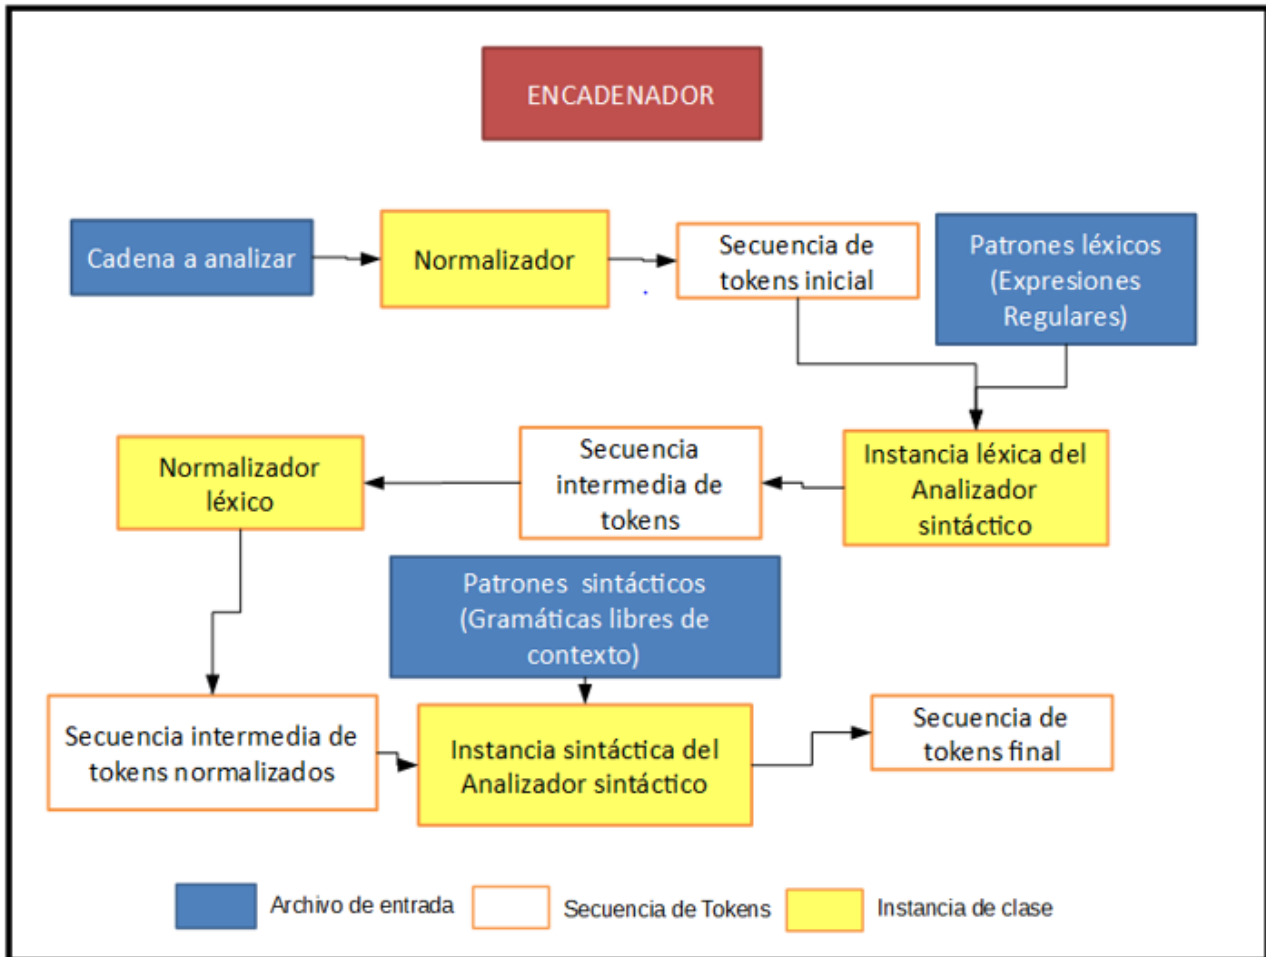 ENCADENADOR
Cadena a analizar
Normalizador
Secuencia de
tokens inicial
Patrones léxicos
(Expresiones
Regulares)
Normalizador
léxico
Secuencia
intermedia de
tokens
Instancia léxica del
Analizador
sintáctico
Patrones sintácticos
(Gramáticas libres de
contexto)
Secuencia intermedia de
tokens normalizados
Instancia sintáctica del
Analizador sintáctico
Secuencia de
tokens final
Archivo de entrada
Secuencia de Tokens
Instancia de clase